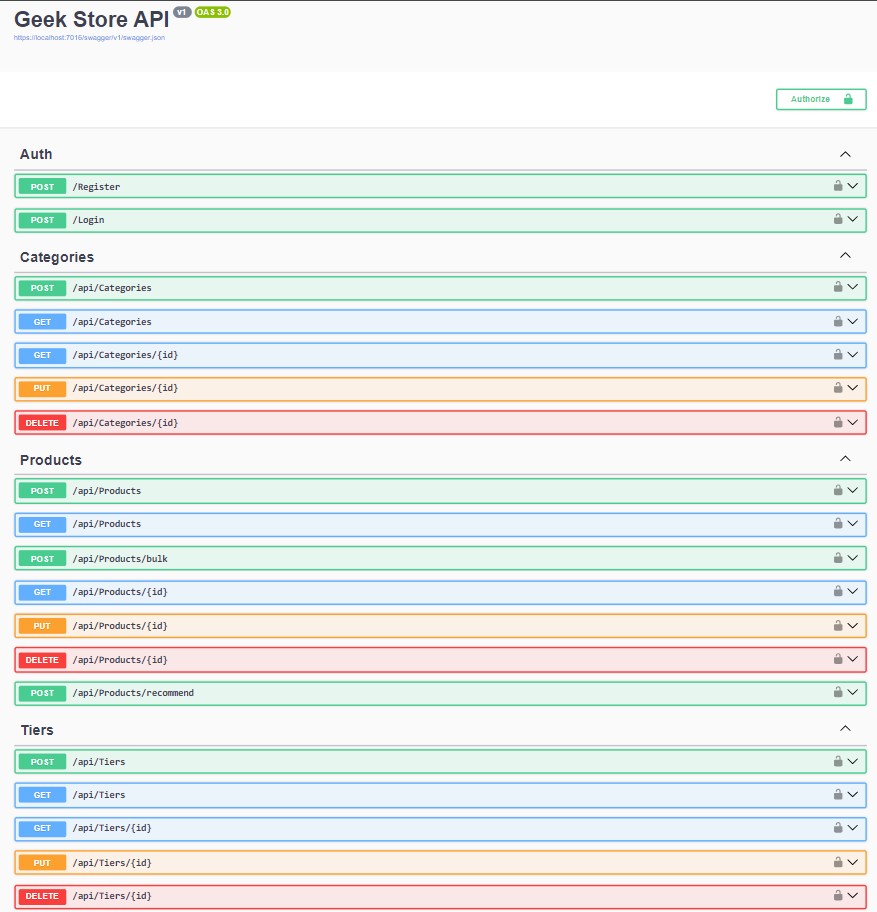 Geek Store API v1 OAS 3.0
https://localhost:7016/swagger/v1/swagger.json
Authorize
Auth
POST /Register
POST /Login
Categories
POST /api/Categories
GET /api/Categories
GET /api/Categories/{id}
PUT /api/Categories/{id}
DELETE /api/Categories/{id}
Products
POST /api/Products
GET /api/Products
POST /api/Products/bulk
GET /api/Products/{id}
PUT /api/Products/{id}
DELETE /api/Products/{id}
POST /api/Products/recommend
Tiers
POST /api/Tiers
GET /api/Tiers
GET /api/Tiers/{id}
PUT /api/Tiers/{id}
DELETE /api/Tiers/{id}